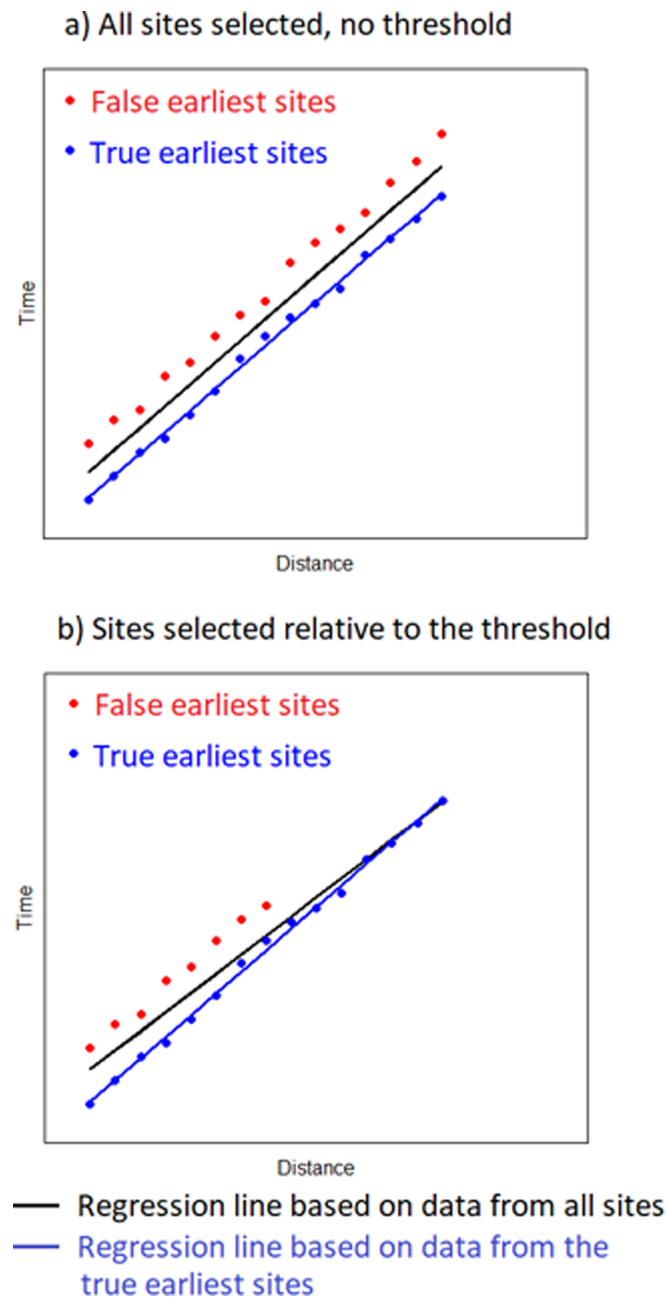 a) All sites selected, no threshold
False earliest sites
True earliest sites
Time
Distance
b) Sites selected relative to the threshold
False earliest sites
True earliest sites
Time
Distance
Regression line based on data from all sites
Regression line based on data from the
true earliest sites